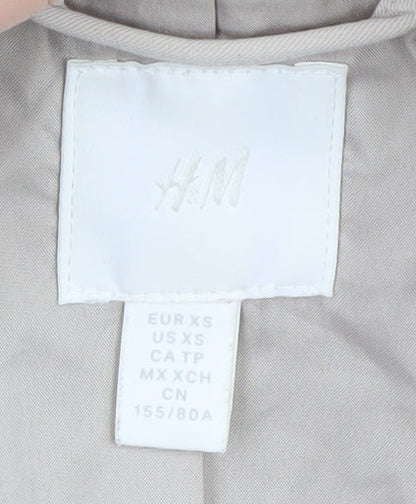 H&M
EUR XS
US XS
CA TP
MX XCH
CN
155/80A